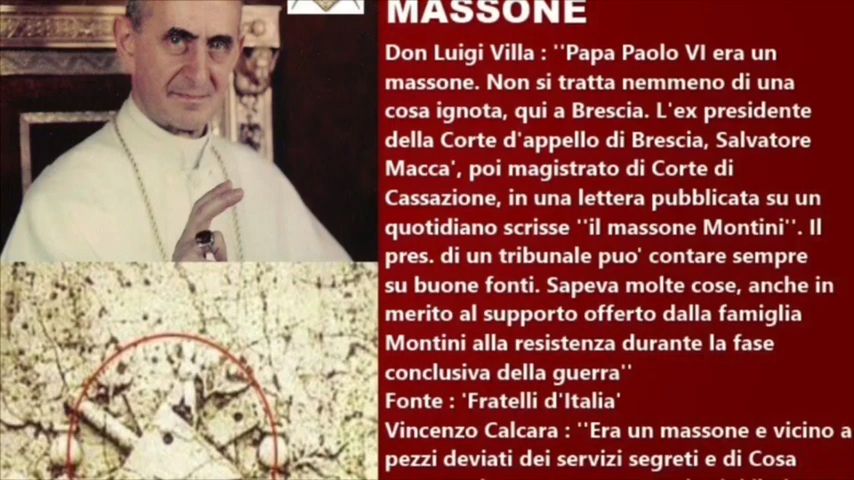 MASSONE
Don Luigi Villa : ''Papa Paolo VI era un
massone. Non si tratta nemmeno di una
cosa ignota, qui a Brescia. L'ex presidente
della Corte d'appello di Brescia, Salvatore
Macca', poi magistrato di Corte di
Cassazione, in una lettera pubblicata su un
quotidiano scrisse ''il massone Montini''. Il
pres. di un tribunale puo' contare sempre
su buone fonti. Sapeva molte cose, anche in
merito al supporto offerto dalla famiglia
Montini alla resistenza durante la fase
conclusiva della guerra''
Fonte : 'Fratelli d'Italia'
Vincenzo Calcara : ''Era un massone e vicino a
pezzi deviati dei servizi segreti e di Cosa